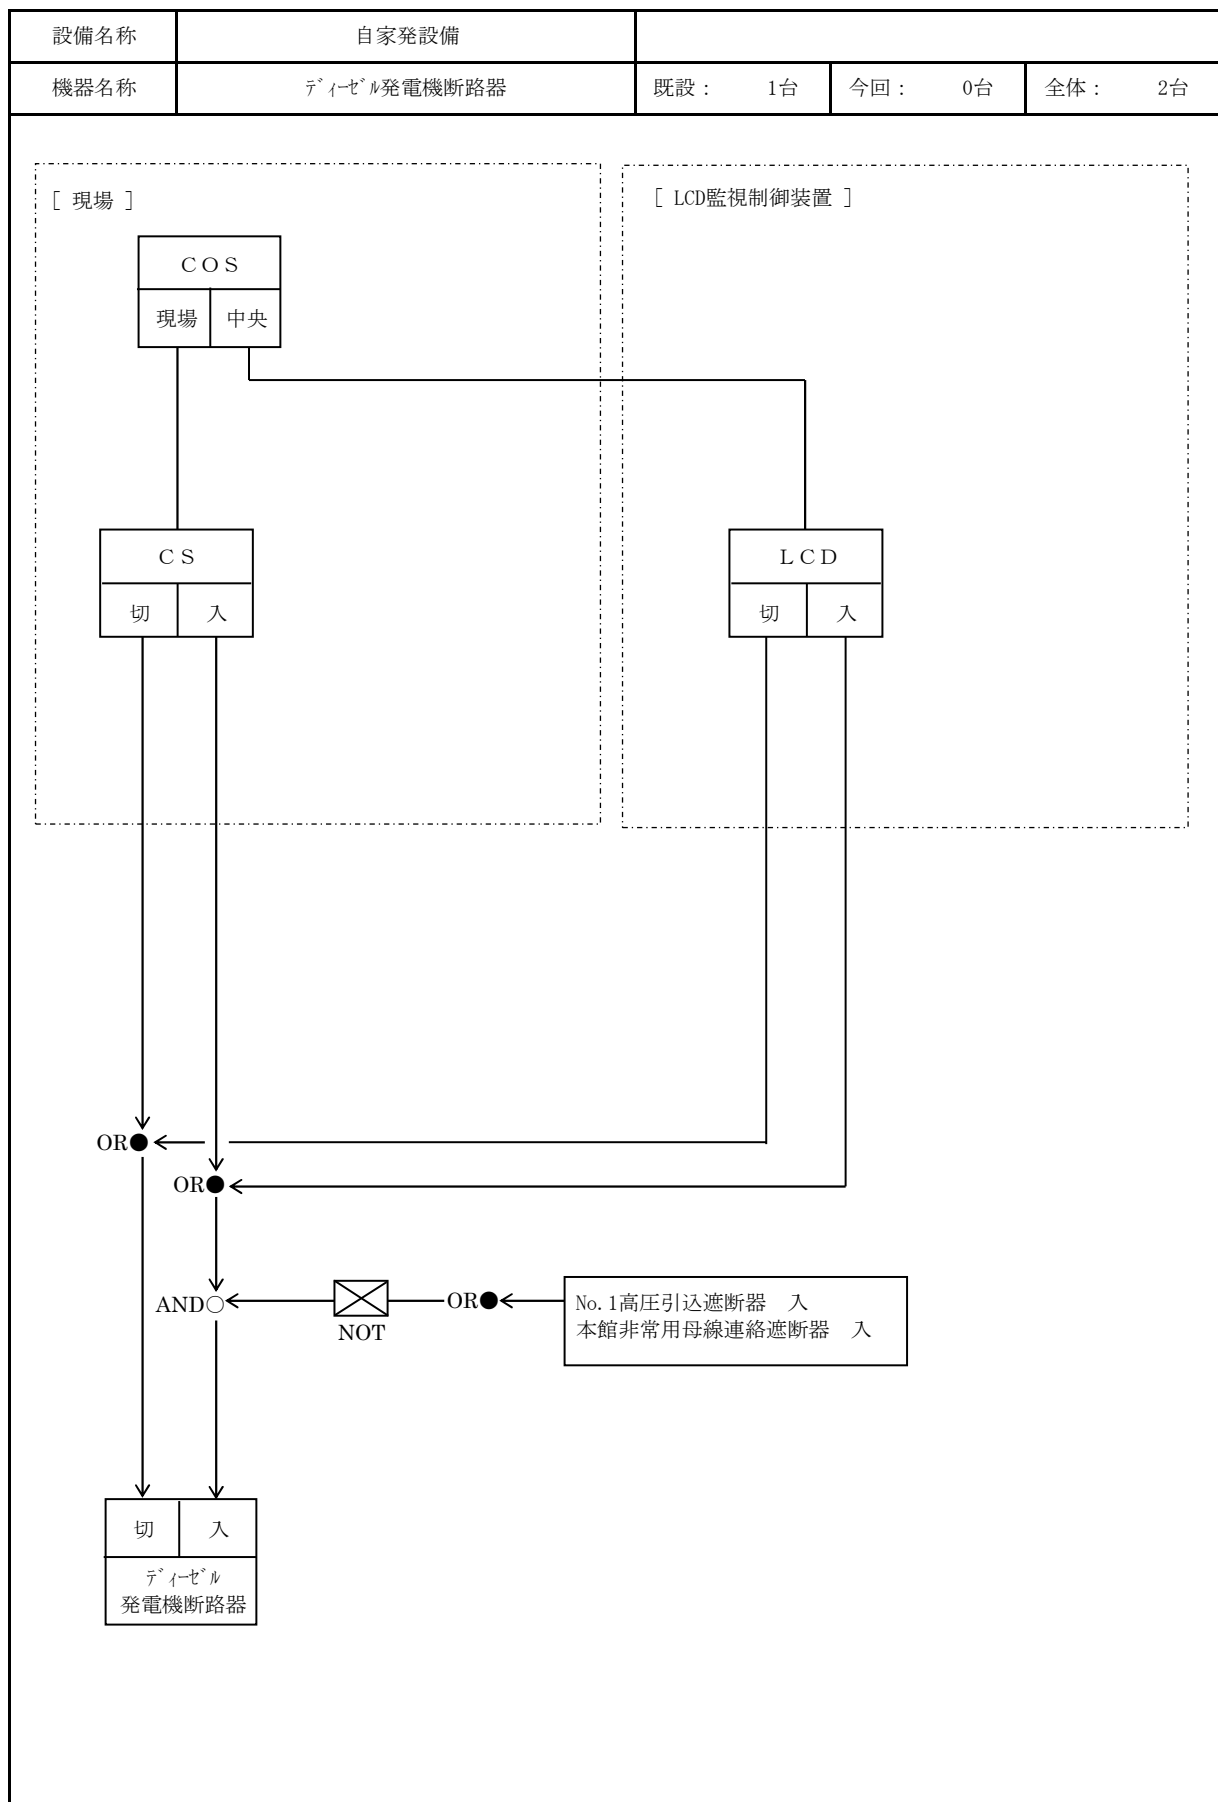 設備名称 自家発設備
機器名称 ディーゼル発電機断路器 既設： 1台 今回： 0台 全体： 2台
[ 現場 ]
[ LCD監視制御装置 ]
ＣＯＳ
現場 中央
ＣＳ
切 入
ＬＣＤ
切 入
OR●
OR●
AND○
NOT
OR●
No.1高圧引込遮断器 入
本館非常用母線連絡遮断器 入
切 入
ディーゼル
発電機断路器